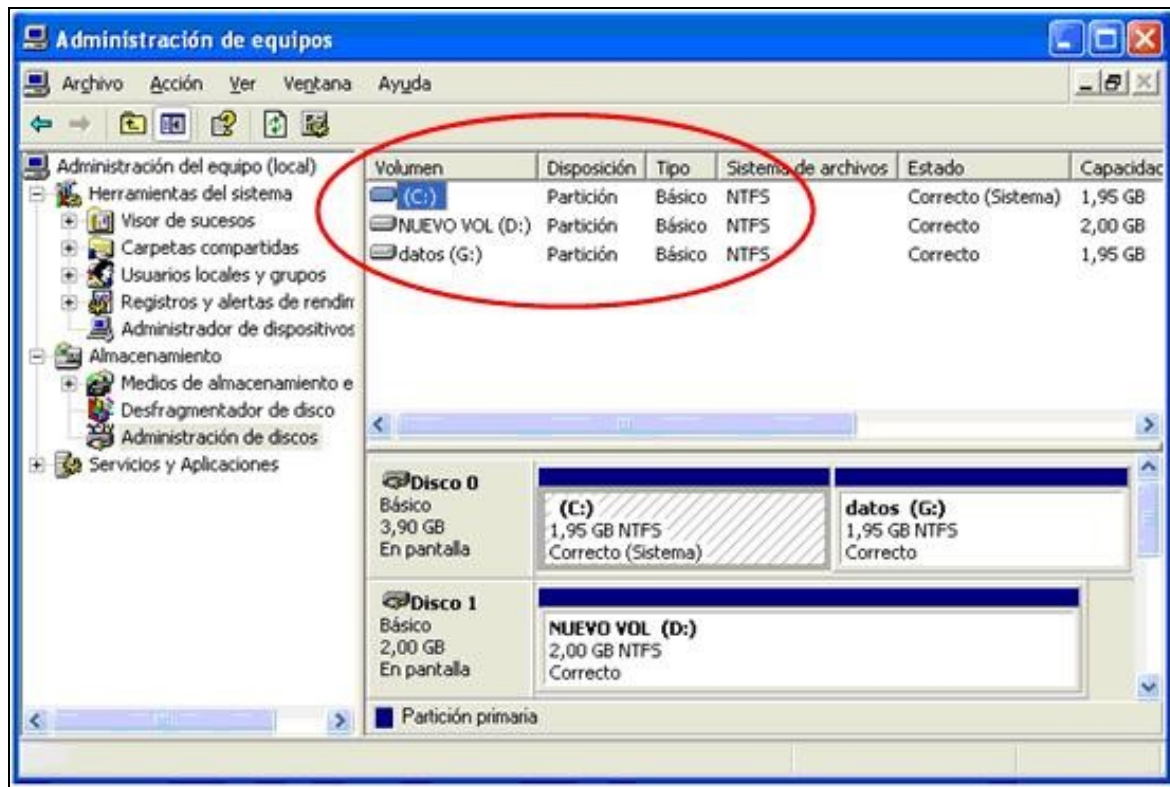 Administración de equipos
Archivo Acción Ver Ventana Ayuda
Administración del equipo (local)
Herramientas del sistema
Visor de sucesos
Carpetas compartidas
Usuarios locales y grupos
Registros y alertas de rendim
Administrador de dispositivos
Almacenamiento
Medios de almacenamiento e
Desfragmentador de disco
Administración de discos
Servicios y Aplicaciones
Volumen Disposición Tipo Sistema de archivos Estado Capacidac
(C:) Partición Básico NTFS Correcto (Sistema) 1,95 GB
NUEVO VOL (D:) Partición Básico NTFS Correcto 2,00 GB
datos (G:) Partición Básico NTFS Correcto 1,95 GB
Disco 0
Básico
3,90 GB
En pantalla
(C:)
1,95 GB NTFS
Correcto (Sistema)
datos (G:)
1,95 GB NTFS
Correcto
Disco 1
Básico
2,00 GB
En pantalla
NUEVO VOL (D:)
2,00 GB NTFS
Correcto
Partición primaria